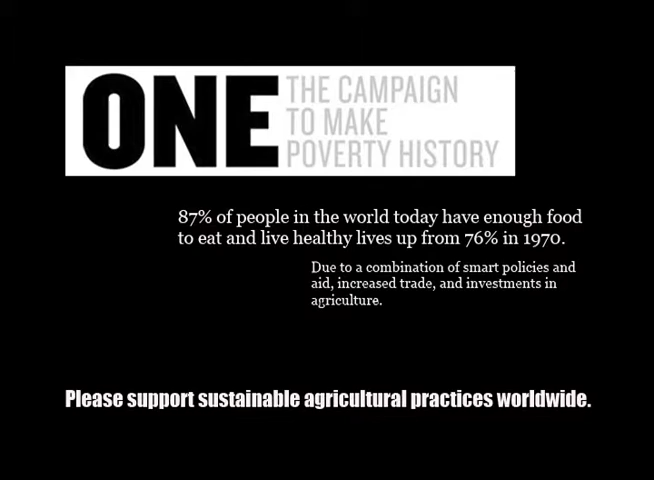 ONE
THE CAMPAIGN
TO MAKE
POVERTY HISTORY
87% of people in the world today have enough food
to eat and live healthy lives up from 76% in 1970.
Due to a combination of smart policies and
aid, increased trade, and investments in
agriculture.
Please support sustainable agricultural practices worldwide.